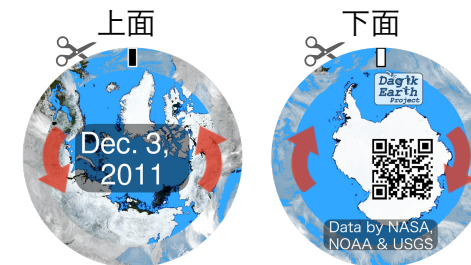 上面
下面
Dec. 3,
2011
Dagik
Earth
Project
Data by NASA,
NOAA & USGS